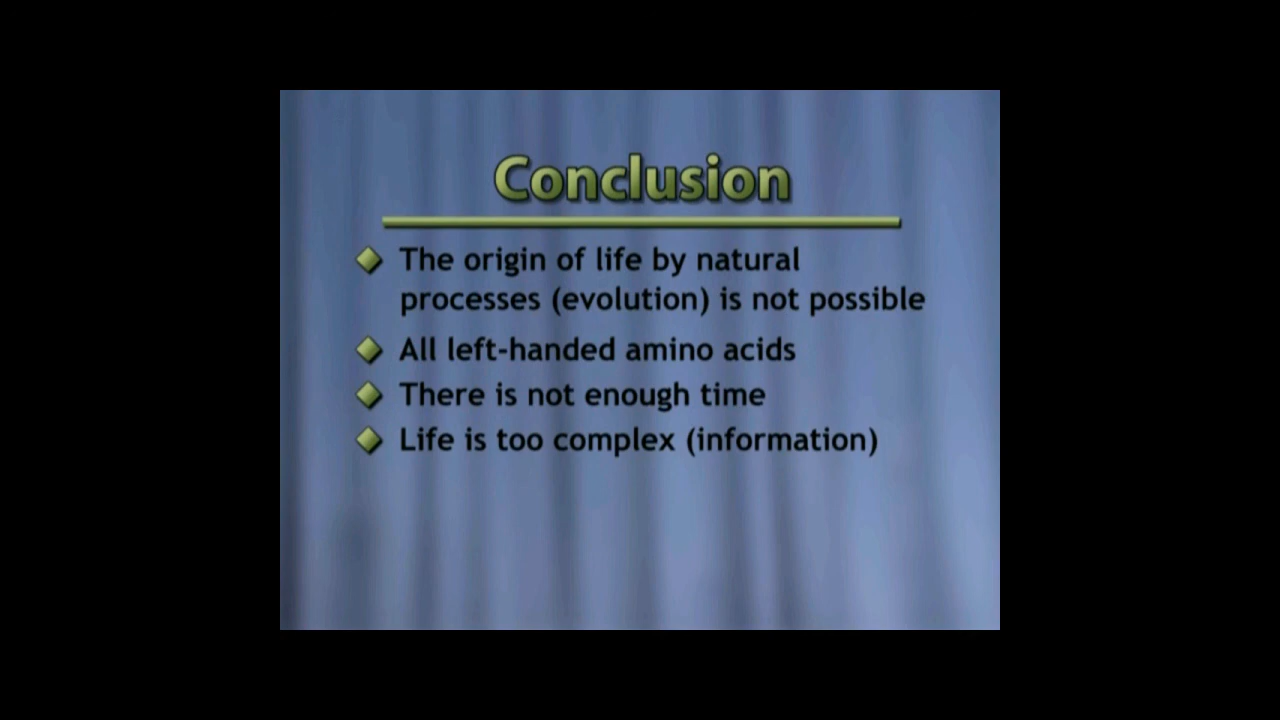 Conclusion
The origin of life by natural
processes (evolution) is not possible
All left-handed amino acids
There is not enough time
Life is too complex (information)